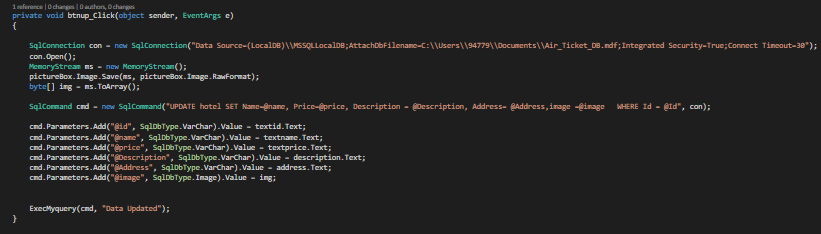 1 reference | 0 changes | 0 authors, 0 changes
private void btnup_Click(object sender, EventArgs e)
{
SqlConnection con = new SqlConnection("Data Source=(LocalDB)\\MSSQLLocalDB;AttachDbFilename=C:\\Users\\94779\\Documents\\Air_Ticket_DB.mdf;Integrated Security=True;Connect Timeout=30");
con.Open();
MemoryStream ms = new MemoryStream();
pictureBox.Image.Save(ms, pictureBox.Image.RawFormat);
byte[] img = ms.ToArray();
SqlCommand cmd = new SqlCommand("UPDATE hotel SET Name=@name, Price=@price, Description = @Description, Address= @Address,image =@image   WHERE Id = @Id", con);
cmd.Parameters.Add("@id", SqlDbType.VarChar).Value = textid.Text;
cmd.Parameters.Add("@name", SqlDbType.VarChar).Value = textname.Text;
cmd.Parameters.Add("@price", SqlDbType.VarChar).Value = textprice.Text;
cmd.Parameters.Add("@Description", SqlDbType.VarChar).Value = description.Text;
cmd.Parameters.Add("@Address", SqlDbType.VarChar).Value = address.Text;
cmd.Parameters.Add("@image", SqlDbType.Image).Value = img;
ExecMyquery(cmd, "Data Updated");
}